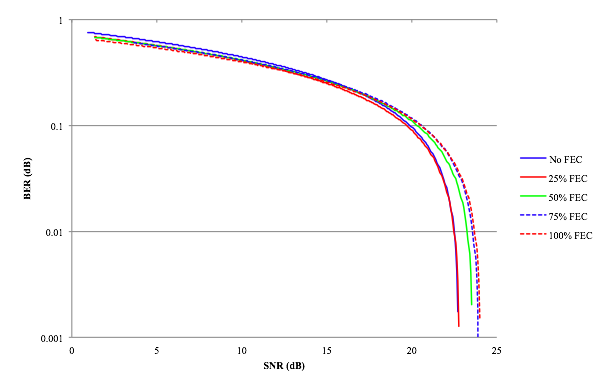 1
0.1
0.01
0.001
BER (dB)
0
5
10
15
20
25
SNR (dB)
No FEC
25% FEC
50% FEC
75% FEC
100% FEC